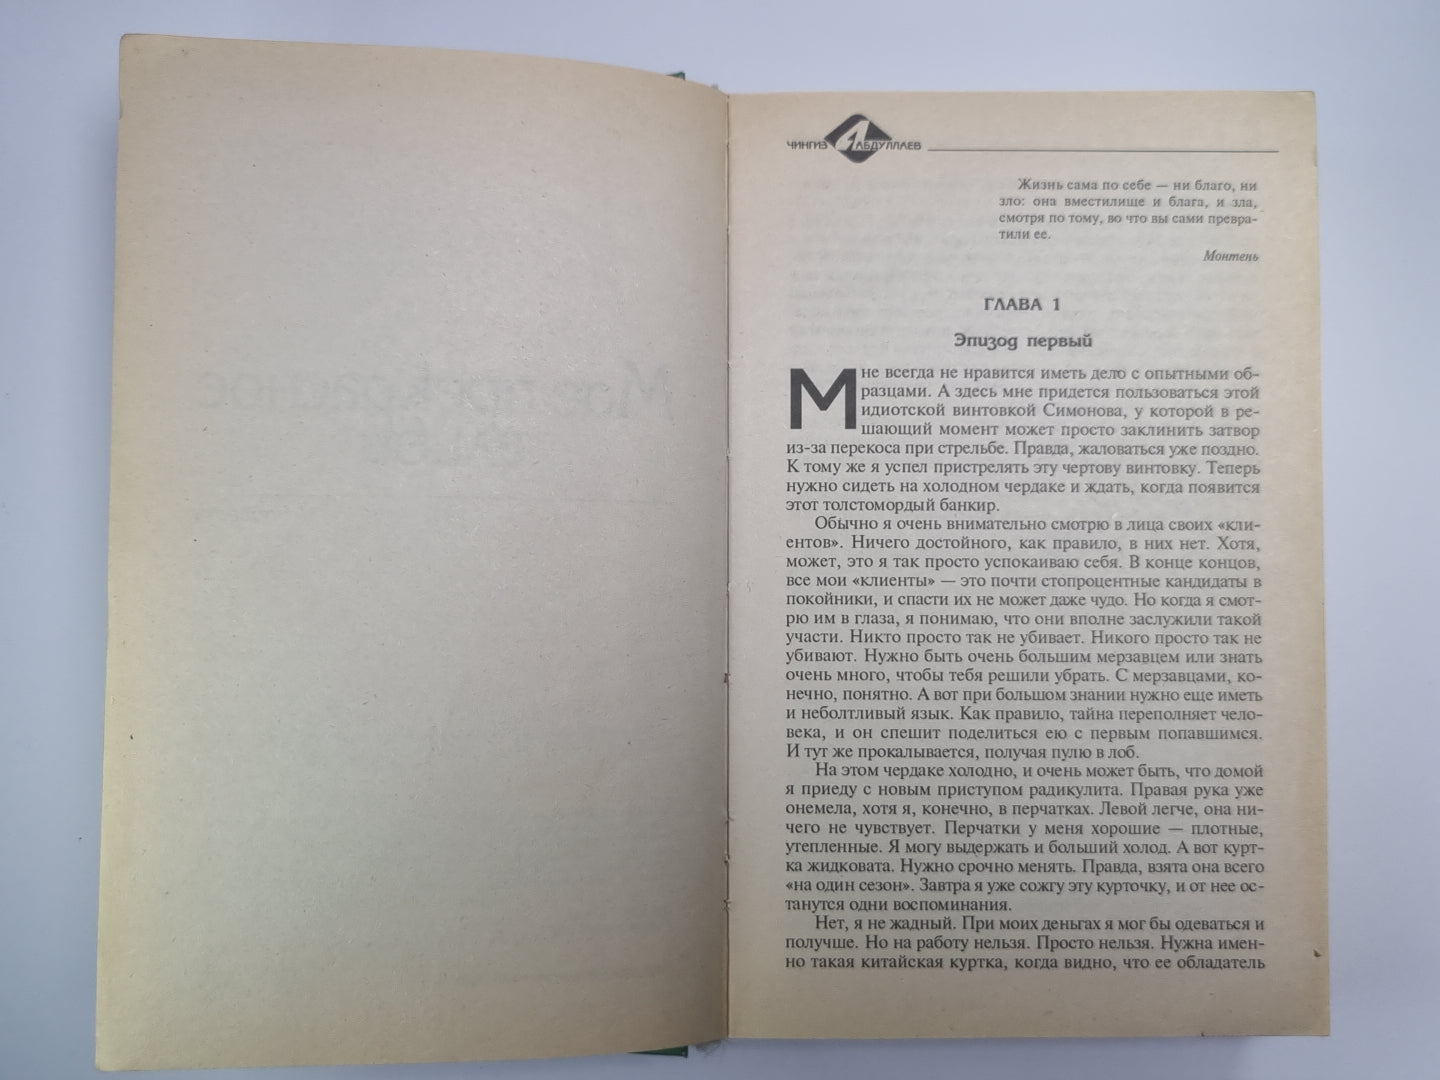 ЧИНГИЗ АБДУЛЛАЕВ
Жизнь сама по себе — ни благо, ни
зло: она вместилище и блага, и зла,
смотря по тому, во что вы сами превра-
тили ее.
Монтень
ГЛАВА 1
Эпизод первый
Мне всегда не нравится иметь дело с опытными об-
разцами. А здесь мне придется пользоваться этой
идиотской винтовкой Симонова, у которой в ре-
шающий момент может просто заклинить затвор
из-за перекоса при стрельбе. Правда, жаловаться уже поздно.
К тому же я успел пристрелять эту чертову винтовку. Теперь
нужно сидеть на холодном чердаке и ждать, когда появится
этот толстомордый банкир.
Обычно я очень внимательно смотрю в лица своих «кли-
ентов». Ничего достойного, как правило, в них нет. Хотя,
может, это я так просто успокаиваю себя. В конце концов,
все мои «клиенты» — это почти стопроцентные кандидаты в
покойники, и спасти их не может даже чудо. Но когда я смот-
рю им в глаза, я понимаю, что они вполне заслужили такой
участи. Никто просто так не убивает. Никого просто так не
убивают. Нужно быть очень большим мерзавцем или знать
очень много, чтобы тебя решили убрать. С мерзавцами, ко-
нечно, понятно. А вот при большом знании нужно еще иметь
и неболтливый язык. Как правило, тайна переполняет чело-
века, и он спешит поделиться ею с первым попавшимся.
И тут же прокалывается, получая пулю в лоб.
На этом чердаке холодно, и очень может быть, что домой
я приеду с новым приступом радикулита. Правая рука уже
онемела, хотя я, конечно, в перчатках. Левой легче, она ни-
чего не чувствует. Перчатки у меня хорошие — плотные,
утепленные. Я могу выдержать и больший холод. А вот курт-
ка жидковата. Нужно срочно менять. Правда, взята она всего
«на один сезон». Завтра я уже сожгу эту курточку, и от нее ос-
танутся одни воспоминания.
Нет, я не жадный. При моих деньгах я мог бы одеваться и
получше. Но на работу нельзя. Просто нельзя. Нужна имен-
но такая китайская куртка, когда видно, что ее обладатель